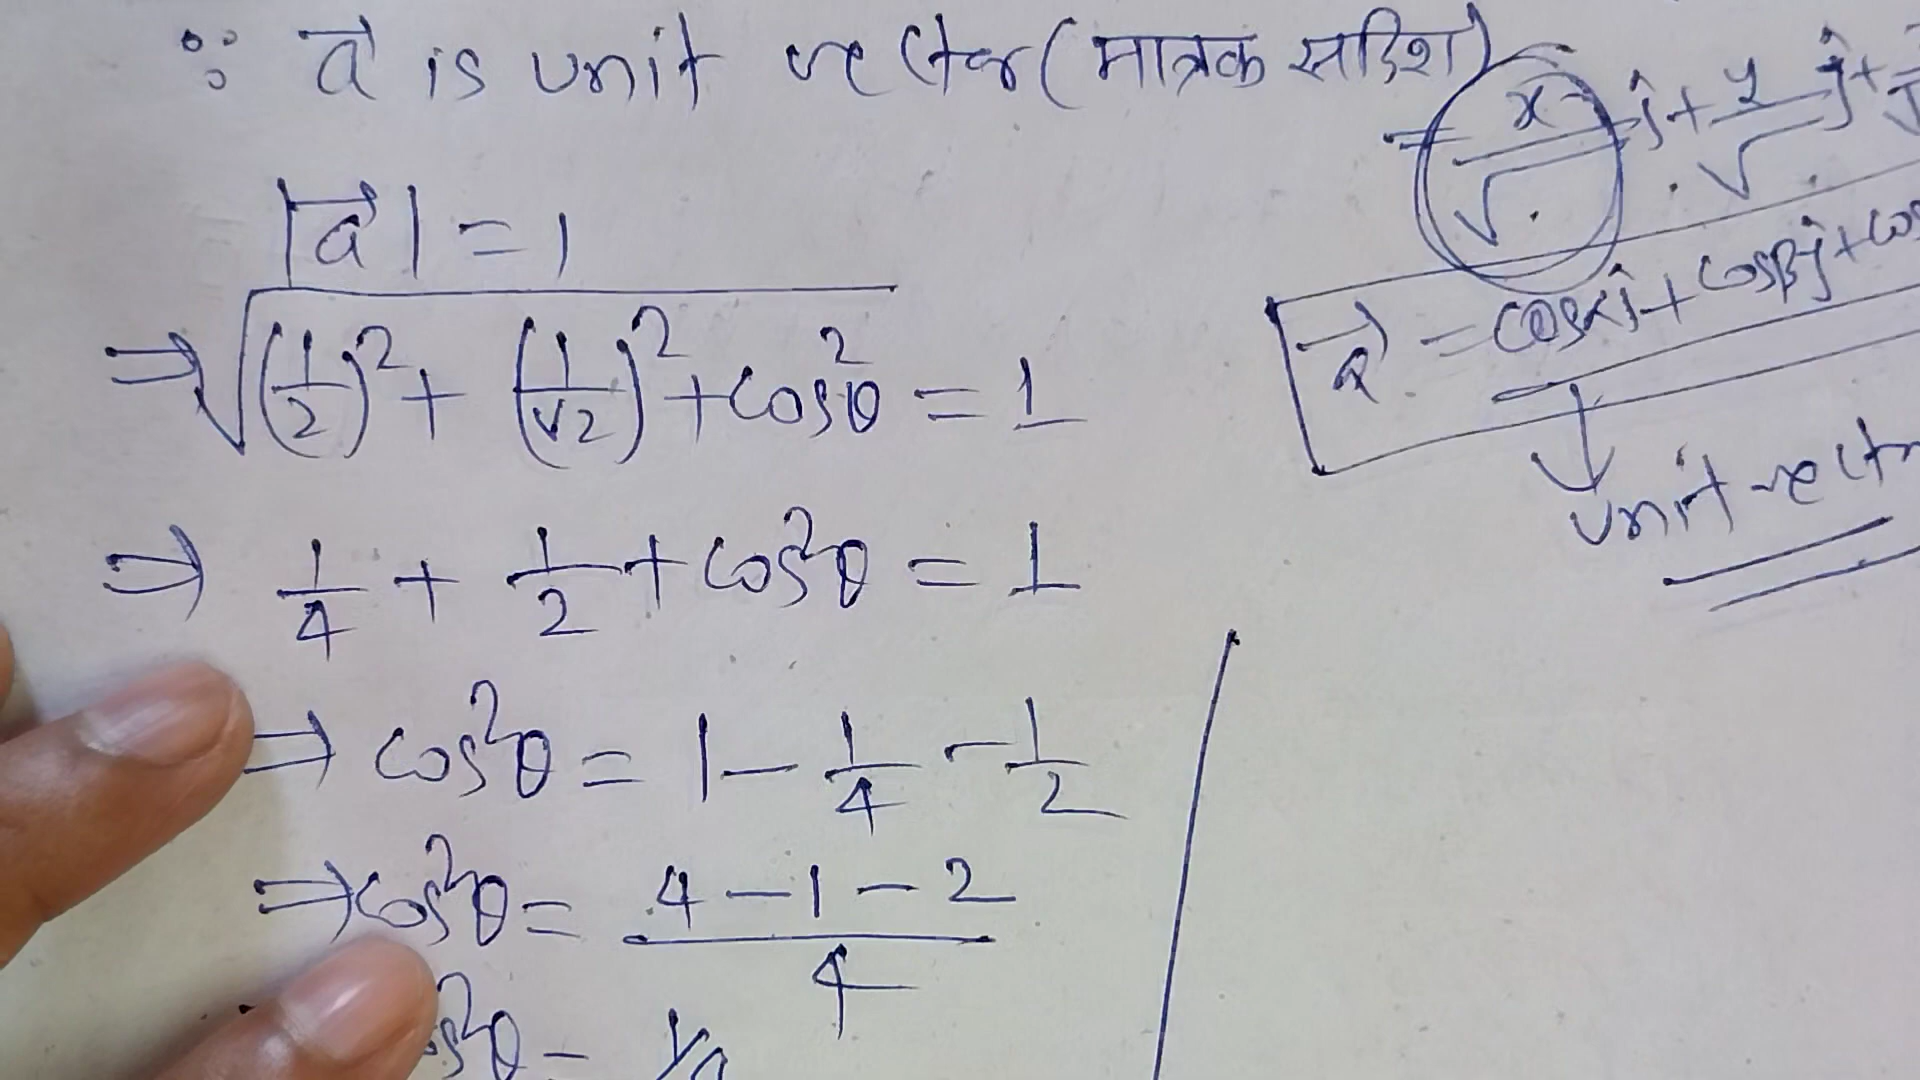 ∵ a⃗ is unit vector (मात्रक सदिश)
|a⃗| = 1
⇒ √((1/2)² + (1/√2)² + cos²θ) = 1
⇒ 1/4 + 1/2 + cos²θ = 1
⇒ cos²θ = 1 - 1/4 - 1/2
⇒ cos²θ = (4 - 1 - 2)/4
= x/√. î + y/√. ĵ +
a⃗ = cosα î + cosβ ĵ + cos
↓
unit